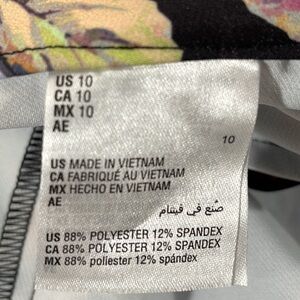 US 10
CA 10
MX 10
AE
10
US MADE IN VIETNAM
CA FABRIQUÉ AU VIETNAM
MX HECHO EN VIETNAM
AE
صُنع في فيتنام
US 88% POLYESTER 12% SPANDEX
CA 88% POLYESTER 12% SPANDEX
MX 88% poliester 12% spándex